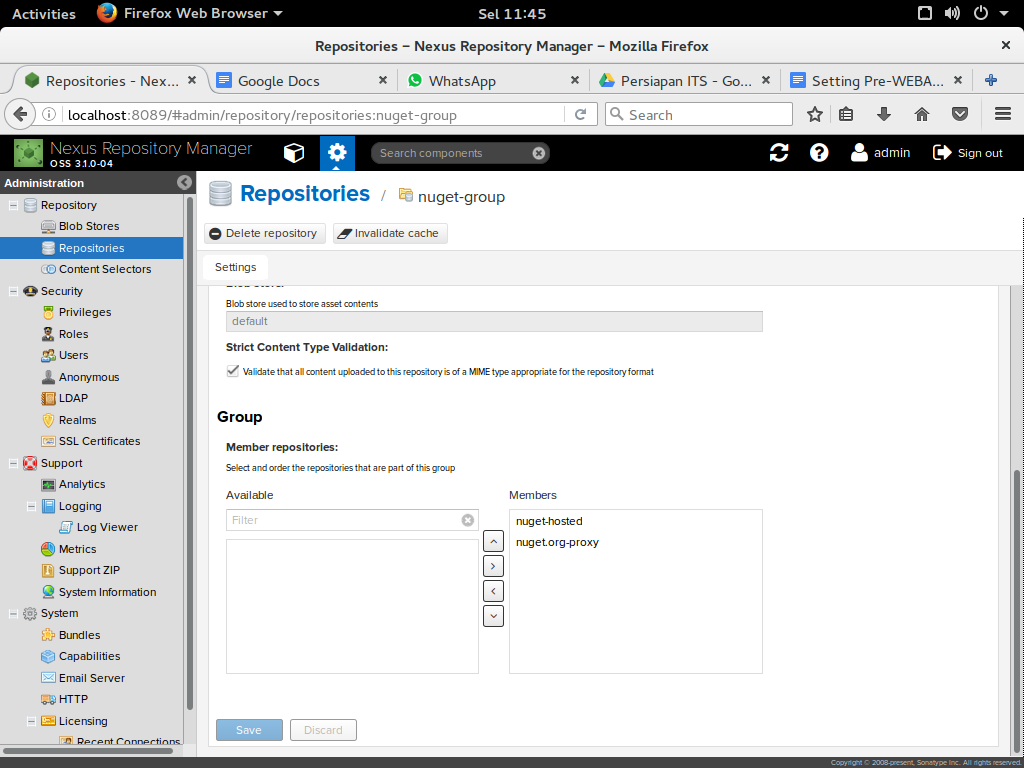 Activities Firefox Web Browser Sel 11:45
Repositories – Nexus Repository Manager – Mozilla Firefox
Repositories - Nex... Google Docs WhatsApp Persiapan ITS - Go... Setting Pre-WEBA...
localhost:8089/#admin/repository/repositories:nuget-group Search
Nexus Repository Manager
OSS 3.1.0-04
Search components admin Sign out
Administration
Repository
Blob Stores
Repositories
Content Selectors
Security
Privileges
Roles
Users
Anonymous
LDAP
Realms
SSL Certificates
Support
Analytics
Logging
Log Viewer
Metrics
Support ZIP
System Information
System
Bundles
Capabilities
Email Server
HTTP
Licensing
Recent Connections
Repositories / nuget-group
Delete repository Invalidate cache
Settings
Blob store:
Blob store used to store asset contents
default
Strict Content Type Validation:
Validate that all content uploaded to this repository is of a MIME type appropriate for the repository format
Group
Member repositories:
Select and order the repositories that are part of this group
Available Members
Filter
nuget-hosted
nuget.org-proxy
Save Discard
Copyright © 2008-present, Sonatype Inc. All rights reserved.